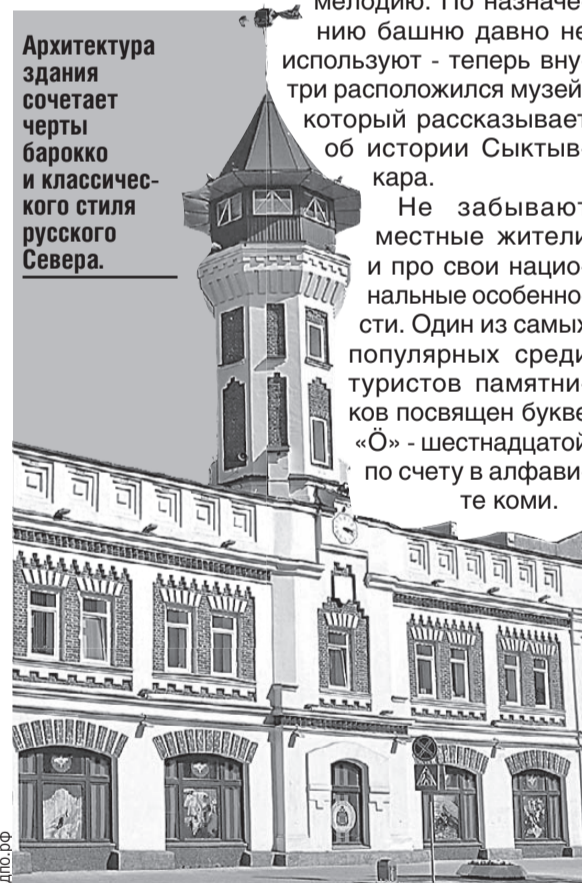 Архитектура
здания
сочетает
черты
барокко
и классичес-
кого стиля
русского
Севера.
мелодию. По назначе-
нию башню давно не
используют - теперь вну-
три расположился музей,
который рассказывает
об истории Сыктыв-
кара.
Не забывают
местные жители
и про свои нацио-
нальные особенно-
сти. Один из самых
популярных среди
туристов памятни-
ков посвящен букве
«Ö» - шестнадцатой
по счету в алфави-
те коми.
дпо.рф